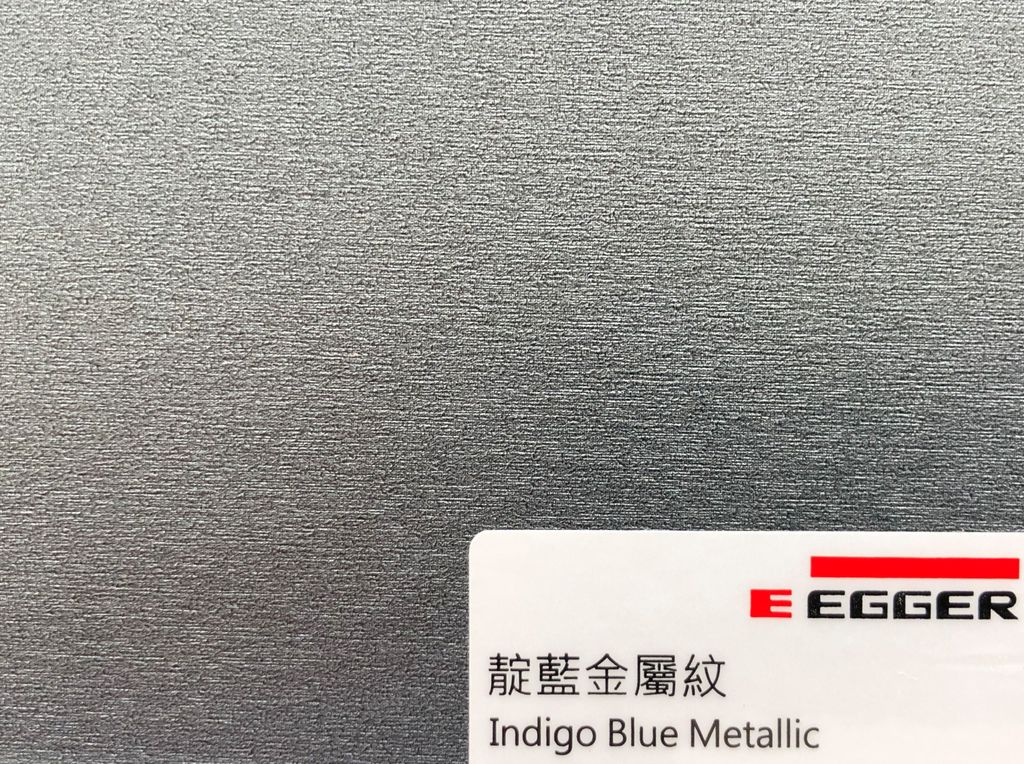 E EGGER
靛藍金屬紋
Indigo Blue Metallic